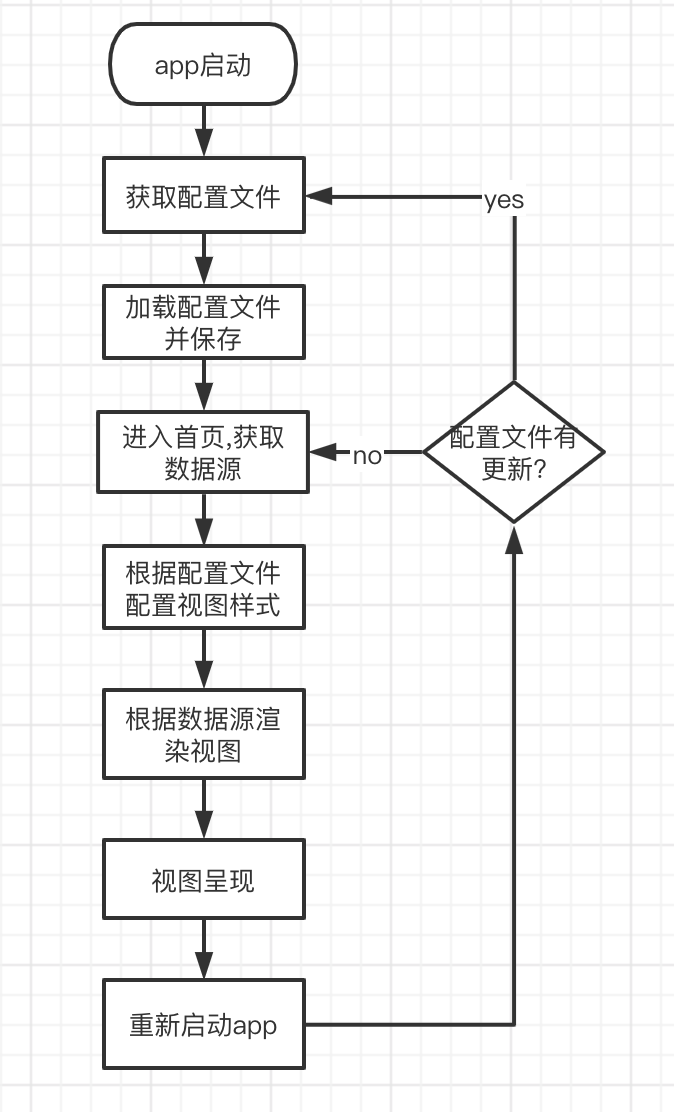 app启动
获取配置文件
yes
加载配置文件
并保存
进入首页,获取
数据源
no
配置文件有
更新?
根据配置文件
配置视图样式
根据数据源渲
染视图
视图呈现
重新启动app